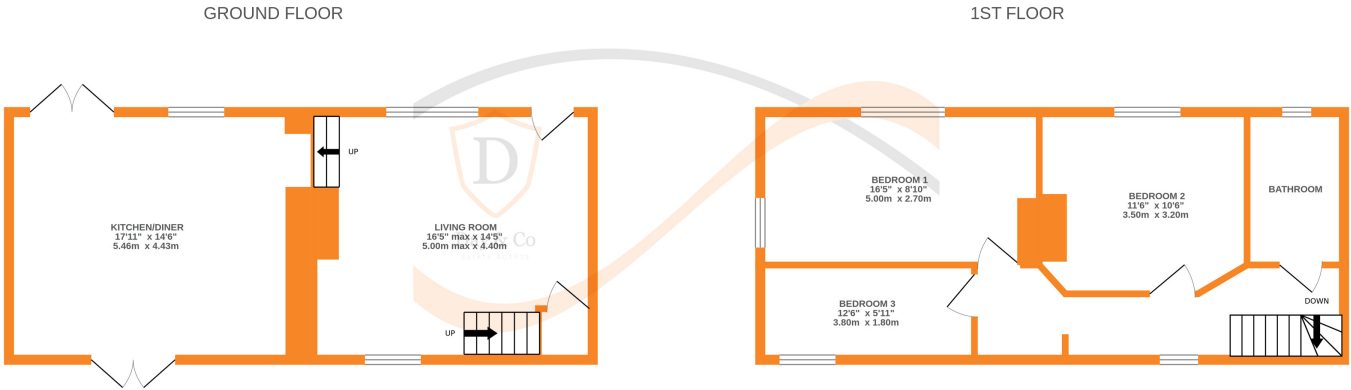 GROUND FLOOR
1ST FLOOR
UP
KITCHEN/DINER
17'11" x 14'6"
5.46m x 4.43m
D
LIVING ROOM
16'5" max x 14'5"
5.00m max x 4.40m
& Co
ESTATE AGENTS
UP
BEDROOM 1
16'5" x 8'10"
5.00m x 2.70m
BEDROOM 2
11'6" x 10'6"
3.50m x 3.20m
BATHROOM
BEDROOM 3
12'6" x 5'11"
3.80m x 1.80m
DOWN